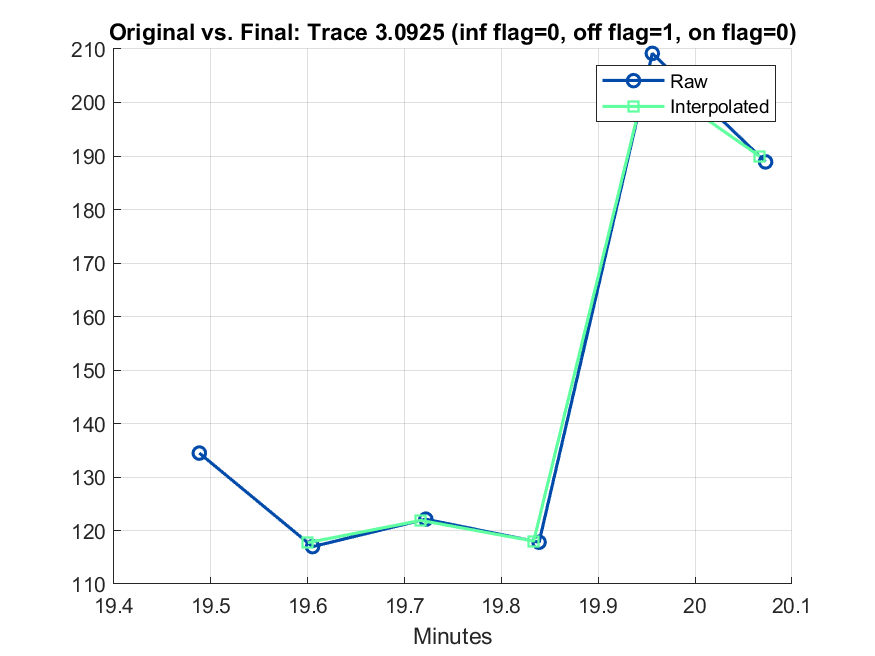 Original vs. Final: Trace 3.0925 (inf flag=0, off flag=1, on flag=0)
210
200
190
180
170
160
150
140
130
120
110
Raw
Interpolated
19.4 19.5 19.6 19.7 19.8 19.9 20 20.1
Minutes